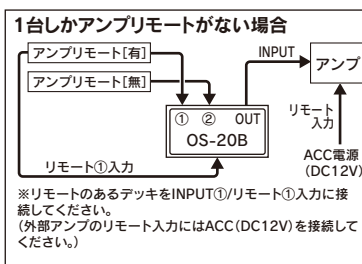 1台しかアンプリモートがない場合
アンプリモート[有]
アンプリモート[無]
INPUT
アンプ
① ② OUT
OS-20B
リモート
入力
リモート①入力
ACC電源
(DC12V)
※リモートのあるデッキをINPUT①/リモート①入力に接
続してください。
(外部アンプのリモート入力にはACC(DC12V)を接続して
ください。)